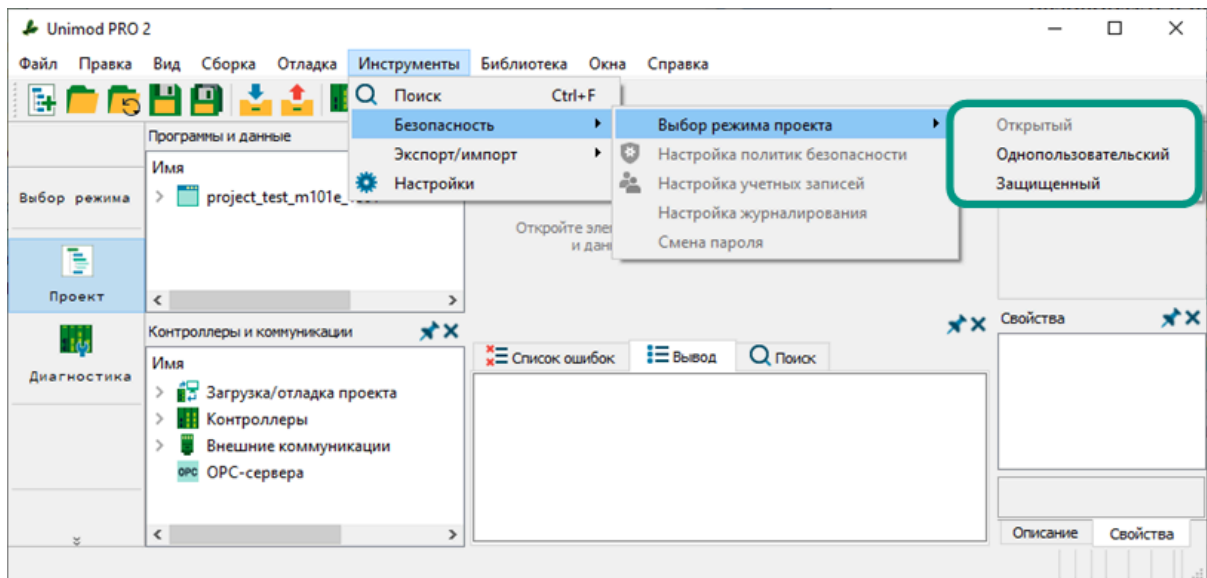 Unimod PRO 2
Файл Правка Вид Сборка Отладка Инструменты Библиотека Окна Справка
Поиск Ctrl+F
Безопасность
Экспорт/импорт
Настройки
Выбор режима проекта
Настройка политик безопасности
Настройка учетных записей
Настройка журналирования
Смена пароля
Открытый
Однопользовательский
Защищенный
Выбор режима
Проект
Диагностика
Программы и данные
Имя
project_test_m101e_
Откройте
и
Контроллеры и коммуникации
Имя
Загрузка/отладка проекта
Контроллеры
Внешние коммуникации
OPC OPC-сервера
Список ошибок Вывод Поиск
Свойства
Описание Свойства